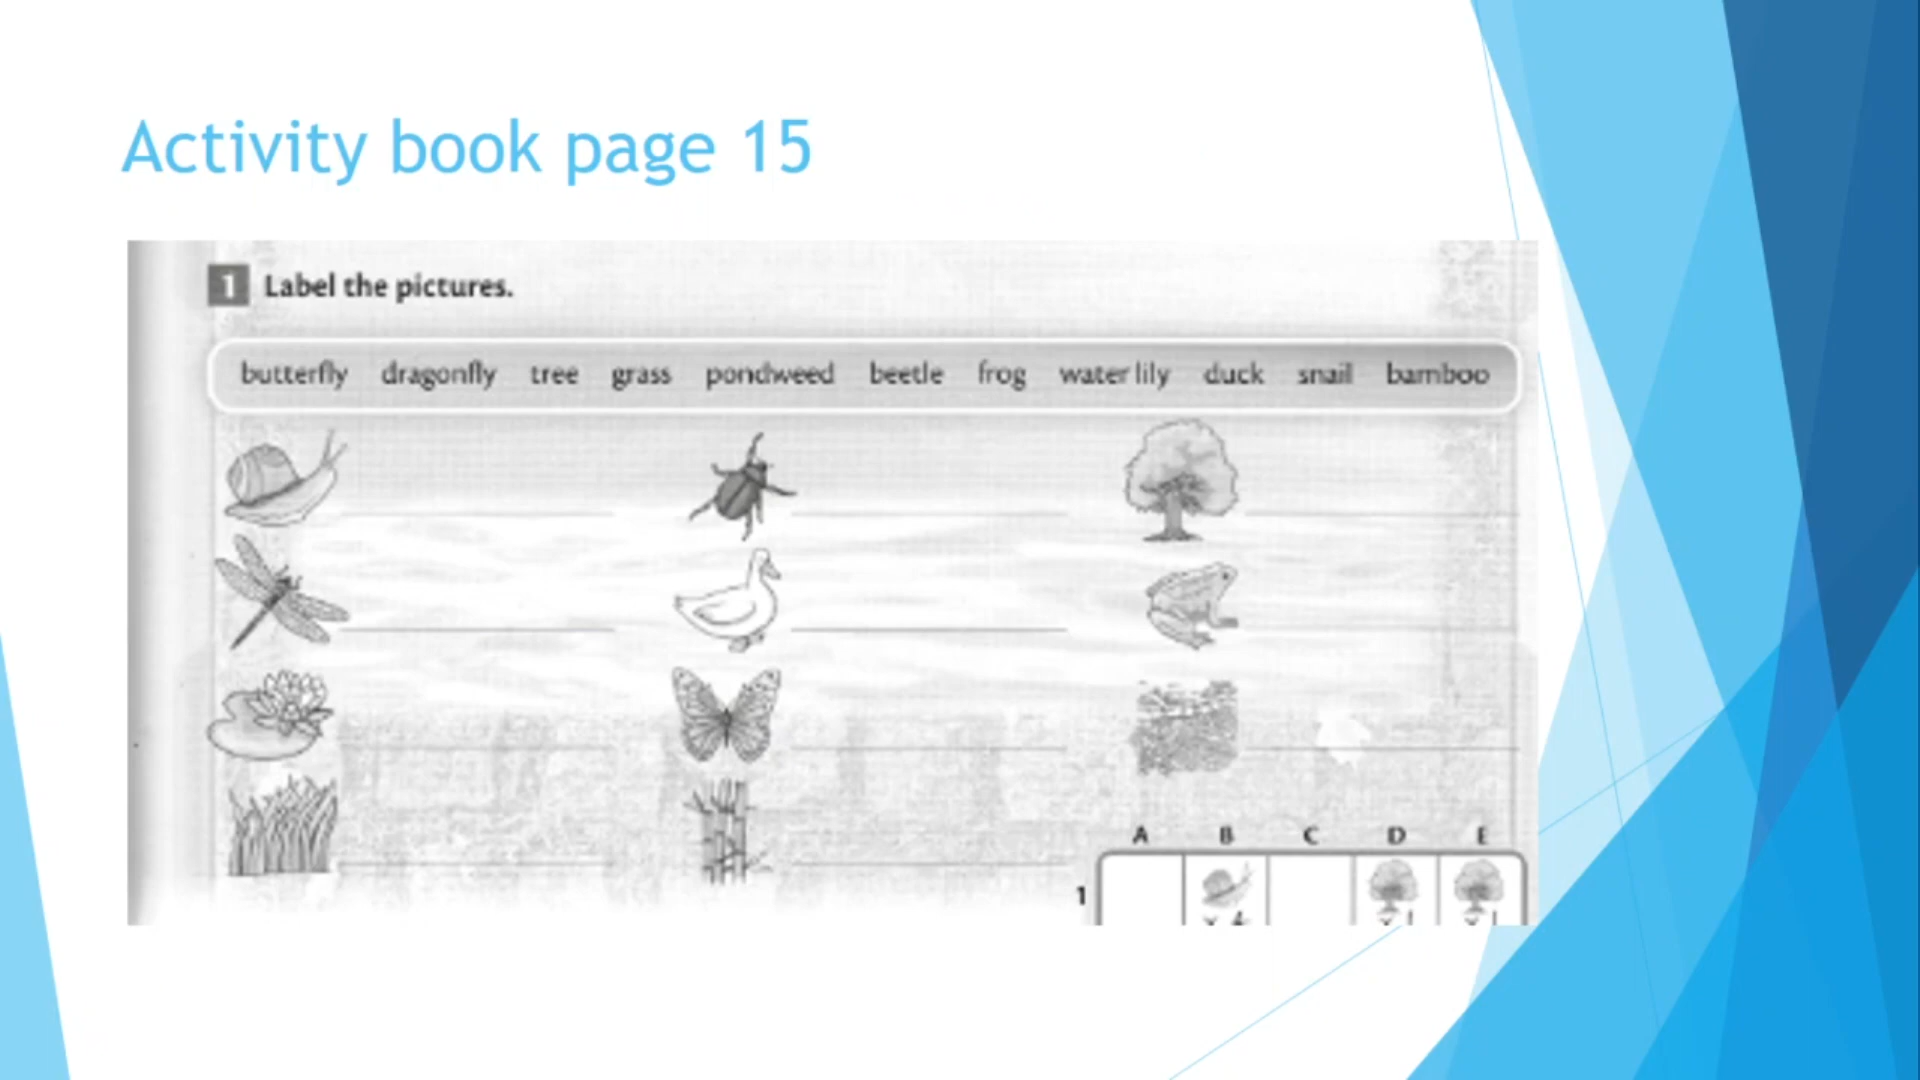 Activity book page 15
1 Label the pictures.
butterfly dragonfly tree grass pondweed beetle frog water lily duck snail bamboo
A B C D E
1